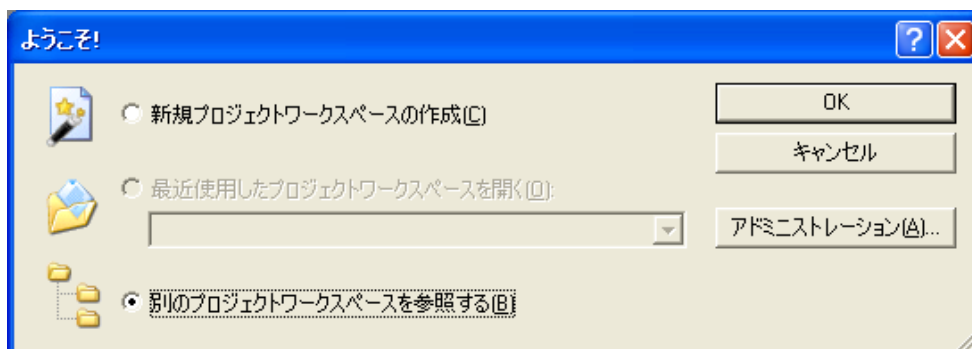 ようこそ!
新規プロジェクトワークスペースの作成(C)
OK
キャンセル
最近使用したプロジェクトワークスペースを開く(O):
アドミニストレーション(A)...
別のプロジェクトワークスペースを参照する(B)